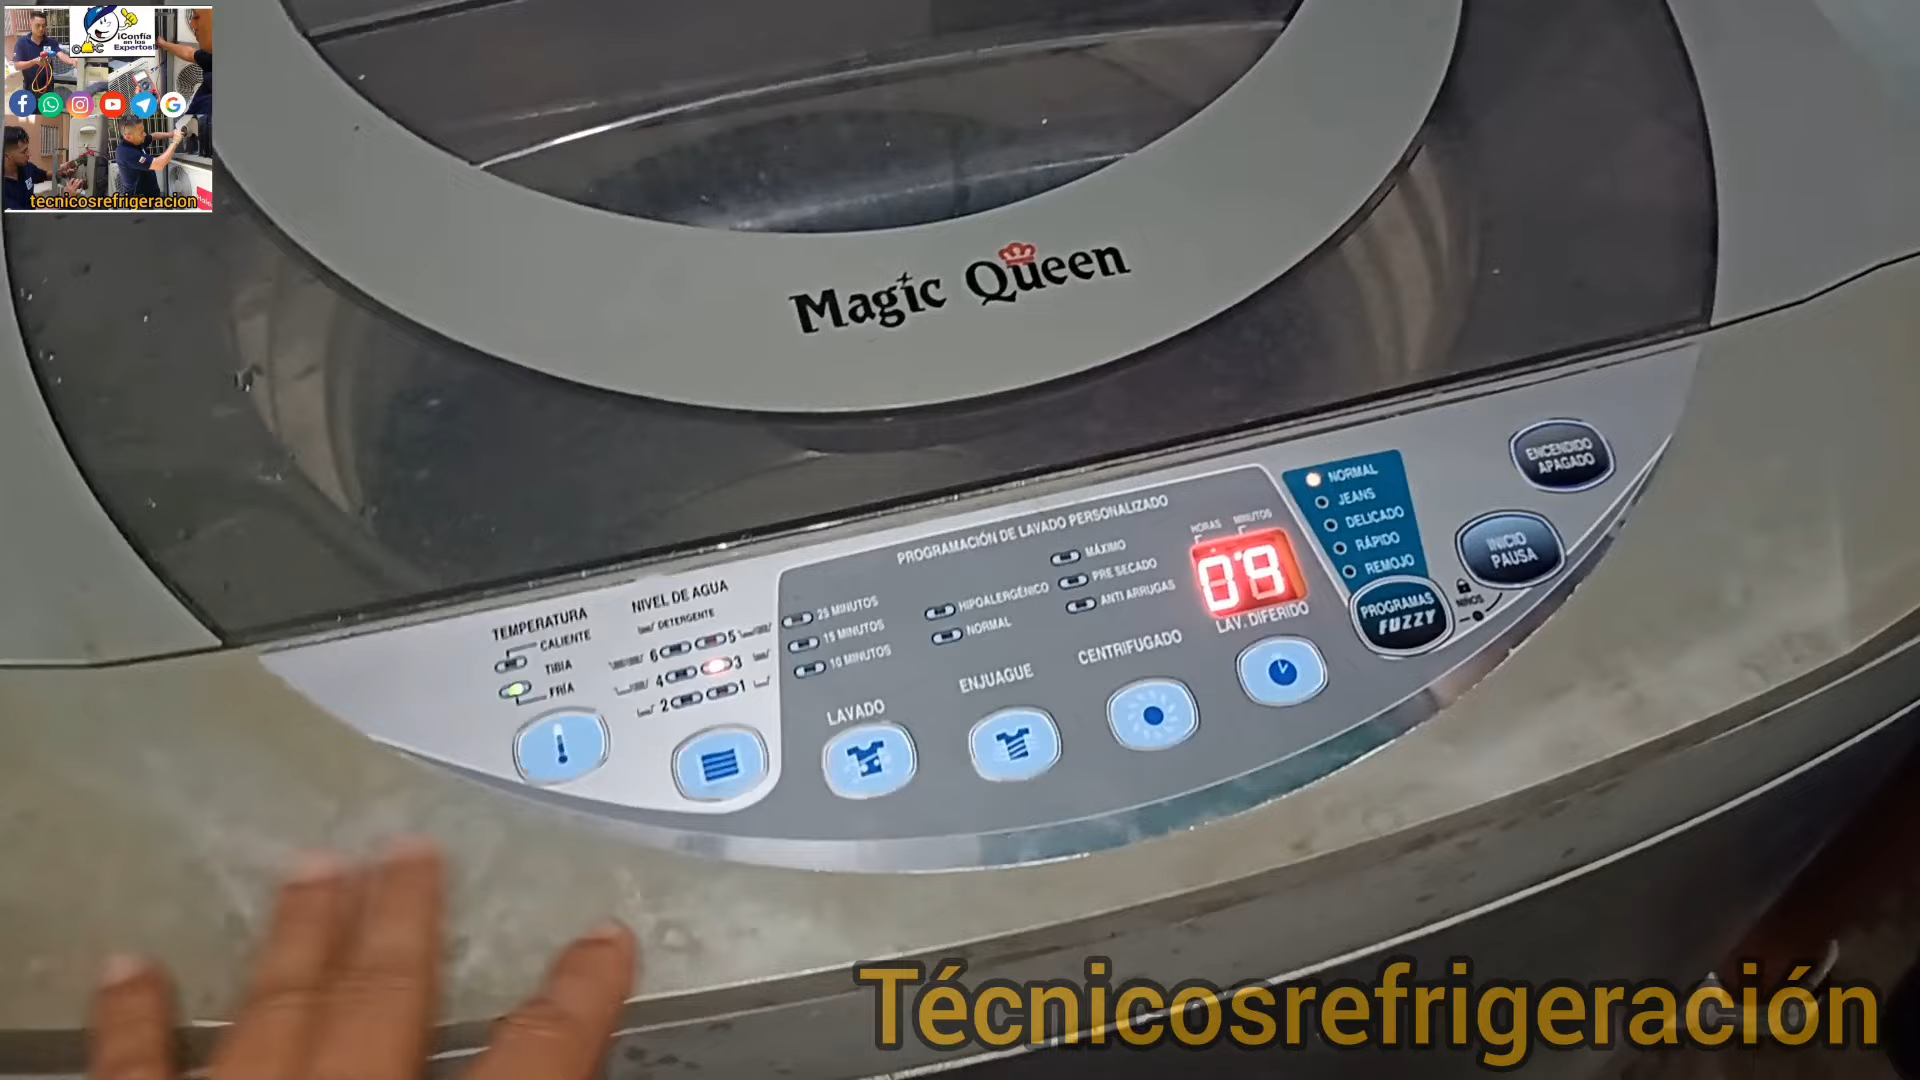 ¡Confía
en los
Expertos!!
tecnicosrefrigeracion
Magic Queen
ENCENDIDO
APAGADO
INICIO
PAUSA
NIÑOS
NORMAL
JEANS
DELICADO
RÁPIDO
REMOJO
PROGRAMAS
FUZZY
PROGRAMACIÓN DE LAVADO PERSONALIZADO
HORAS MINUTOS
09
LAV. DIFERIDO
MÁXIMO
PRE SECADO
ANTI ARRUGAS
CENTRIFUGADO
HIPOALERGÉNICO
NORMAL
ENJUAGUE
25 MINUTOS
15 MINUTOS
10 MINUTOS
LAVADO
NIVEL DE AGUA
DETERGENTE
6 5
4 3
2 1
TEMPERATURA
CALIENTE
TIBIA
FRÍA
Técnicosrefrigeración